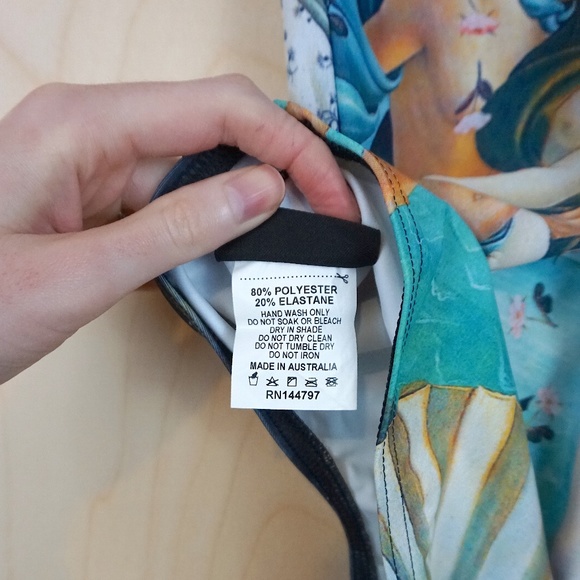 80% POLYESTER
20% ELASTANE
HAND WASH ONLY
DO NOT SOAK OR BLEACH
DRY IN SHADE
DO NOT DRY CLEAN
DO NOT TUMBLE DRY
DO NOT IRON
MADE IN AUSTRALIA
RN144797